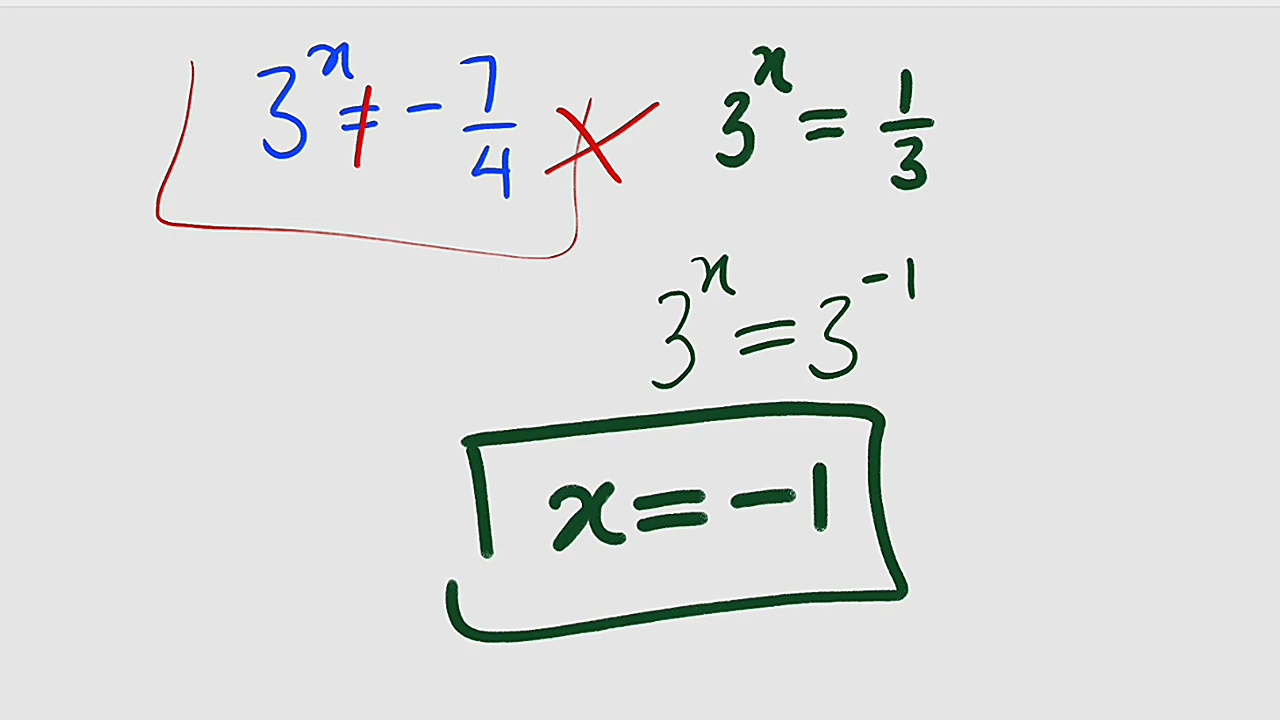 3^x ≠ -7/4 ✗ 3^x = 1/3
3^x = 3^-1
x = -1